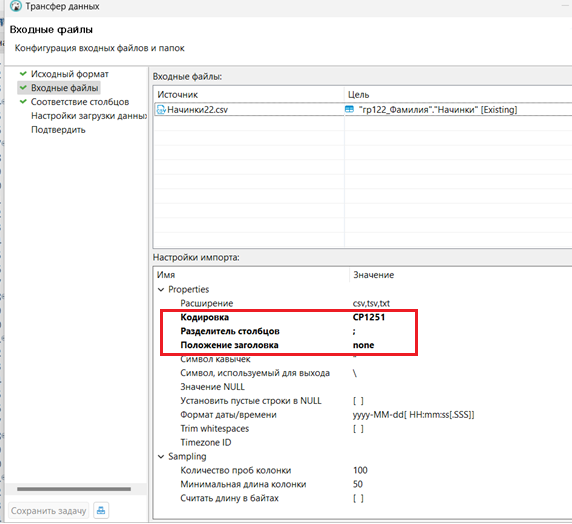 Трансфер данных
Входные файлы
Конфигурация входных файлов и папок
Исходный формат
Входные файлы
Соответствие столбцов
Настройки загрузки данных
Подтвердить
Входные файлы:
Источник Цель
Начинки22.csv "гр122_Фамилия"."Начинки" [Existing]
Настройки импорта:
Имя Значение
Properties
Расширение csv,tsv,txt
Кодировка CP1251
Разделитель столбцов ;
Положение заголовка none
Символ кавычек "
Символ, используемый для выхода \
Значение NULL
Установить пустые строки в NULL [ ]
Формат даты/времени yyyy-MM-dd[ HH:mm:ss[.SSS]]
Trim whitespaces [ ]
Timezone ID
Sampling
Количество проб колонки 100
Минимальная длина колонки 50
Считать длину в байтах [ ]
Сохранить задачу